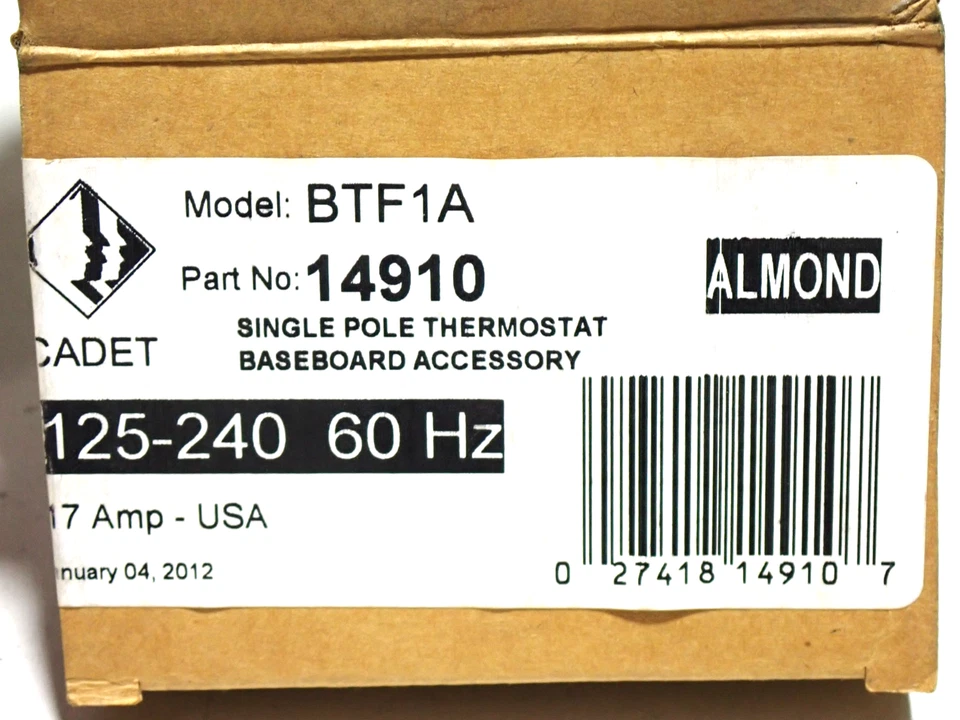 Model: BTF1A
Part No: 14910
ALMOND
SINGLE POLE THERMOSTAT
BASEBOARD ACCESSORY
CADET
125-240 60 Hz
17 Amp - USA
nuary 04, 2012
0 27418 14910 7